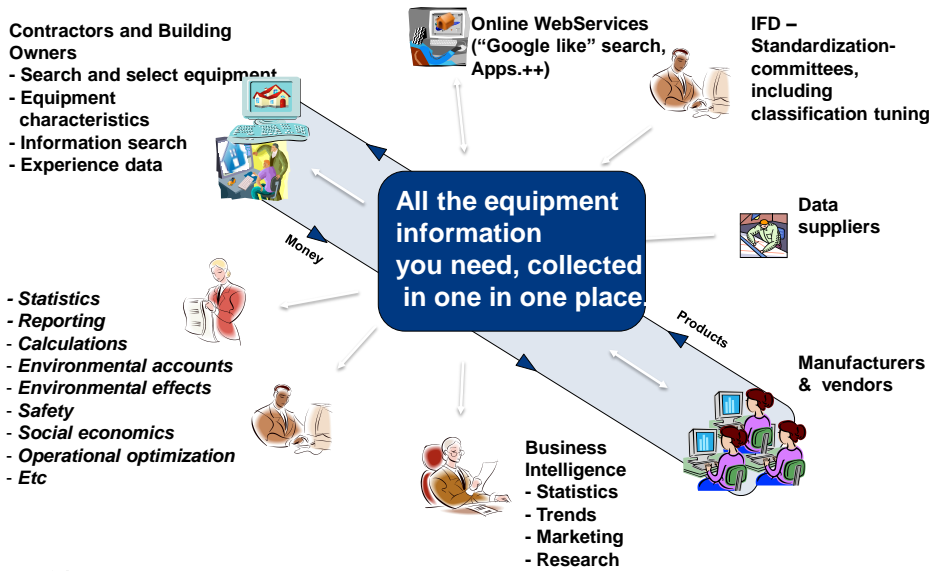 Contractors and Building
Owners
- Search and select equipment
- Equipment
characteristics
- Information search
- Experience data
Online WebServices
(“Google like” search,
Apps.++)
IFD –
Standardization-
committees,
including
classification tuning
All the equipment
information
you need, collected
in one in one place.
Data
suppliers
Money
Products
- Statistics
- Reporting
- Calculations
- Environmental accounts
- Environmental effects
- Safety
- Social economics
- Operational optimization
- Etc
Manufacturers
& vendors
Business
Intelligence
- Statistics
- Trends
- Marketing
- Research